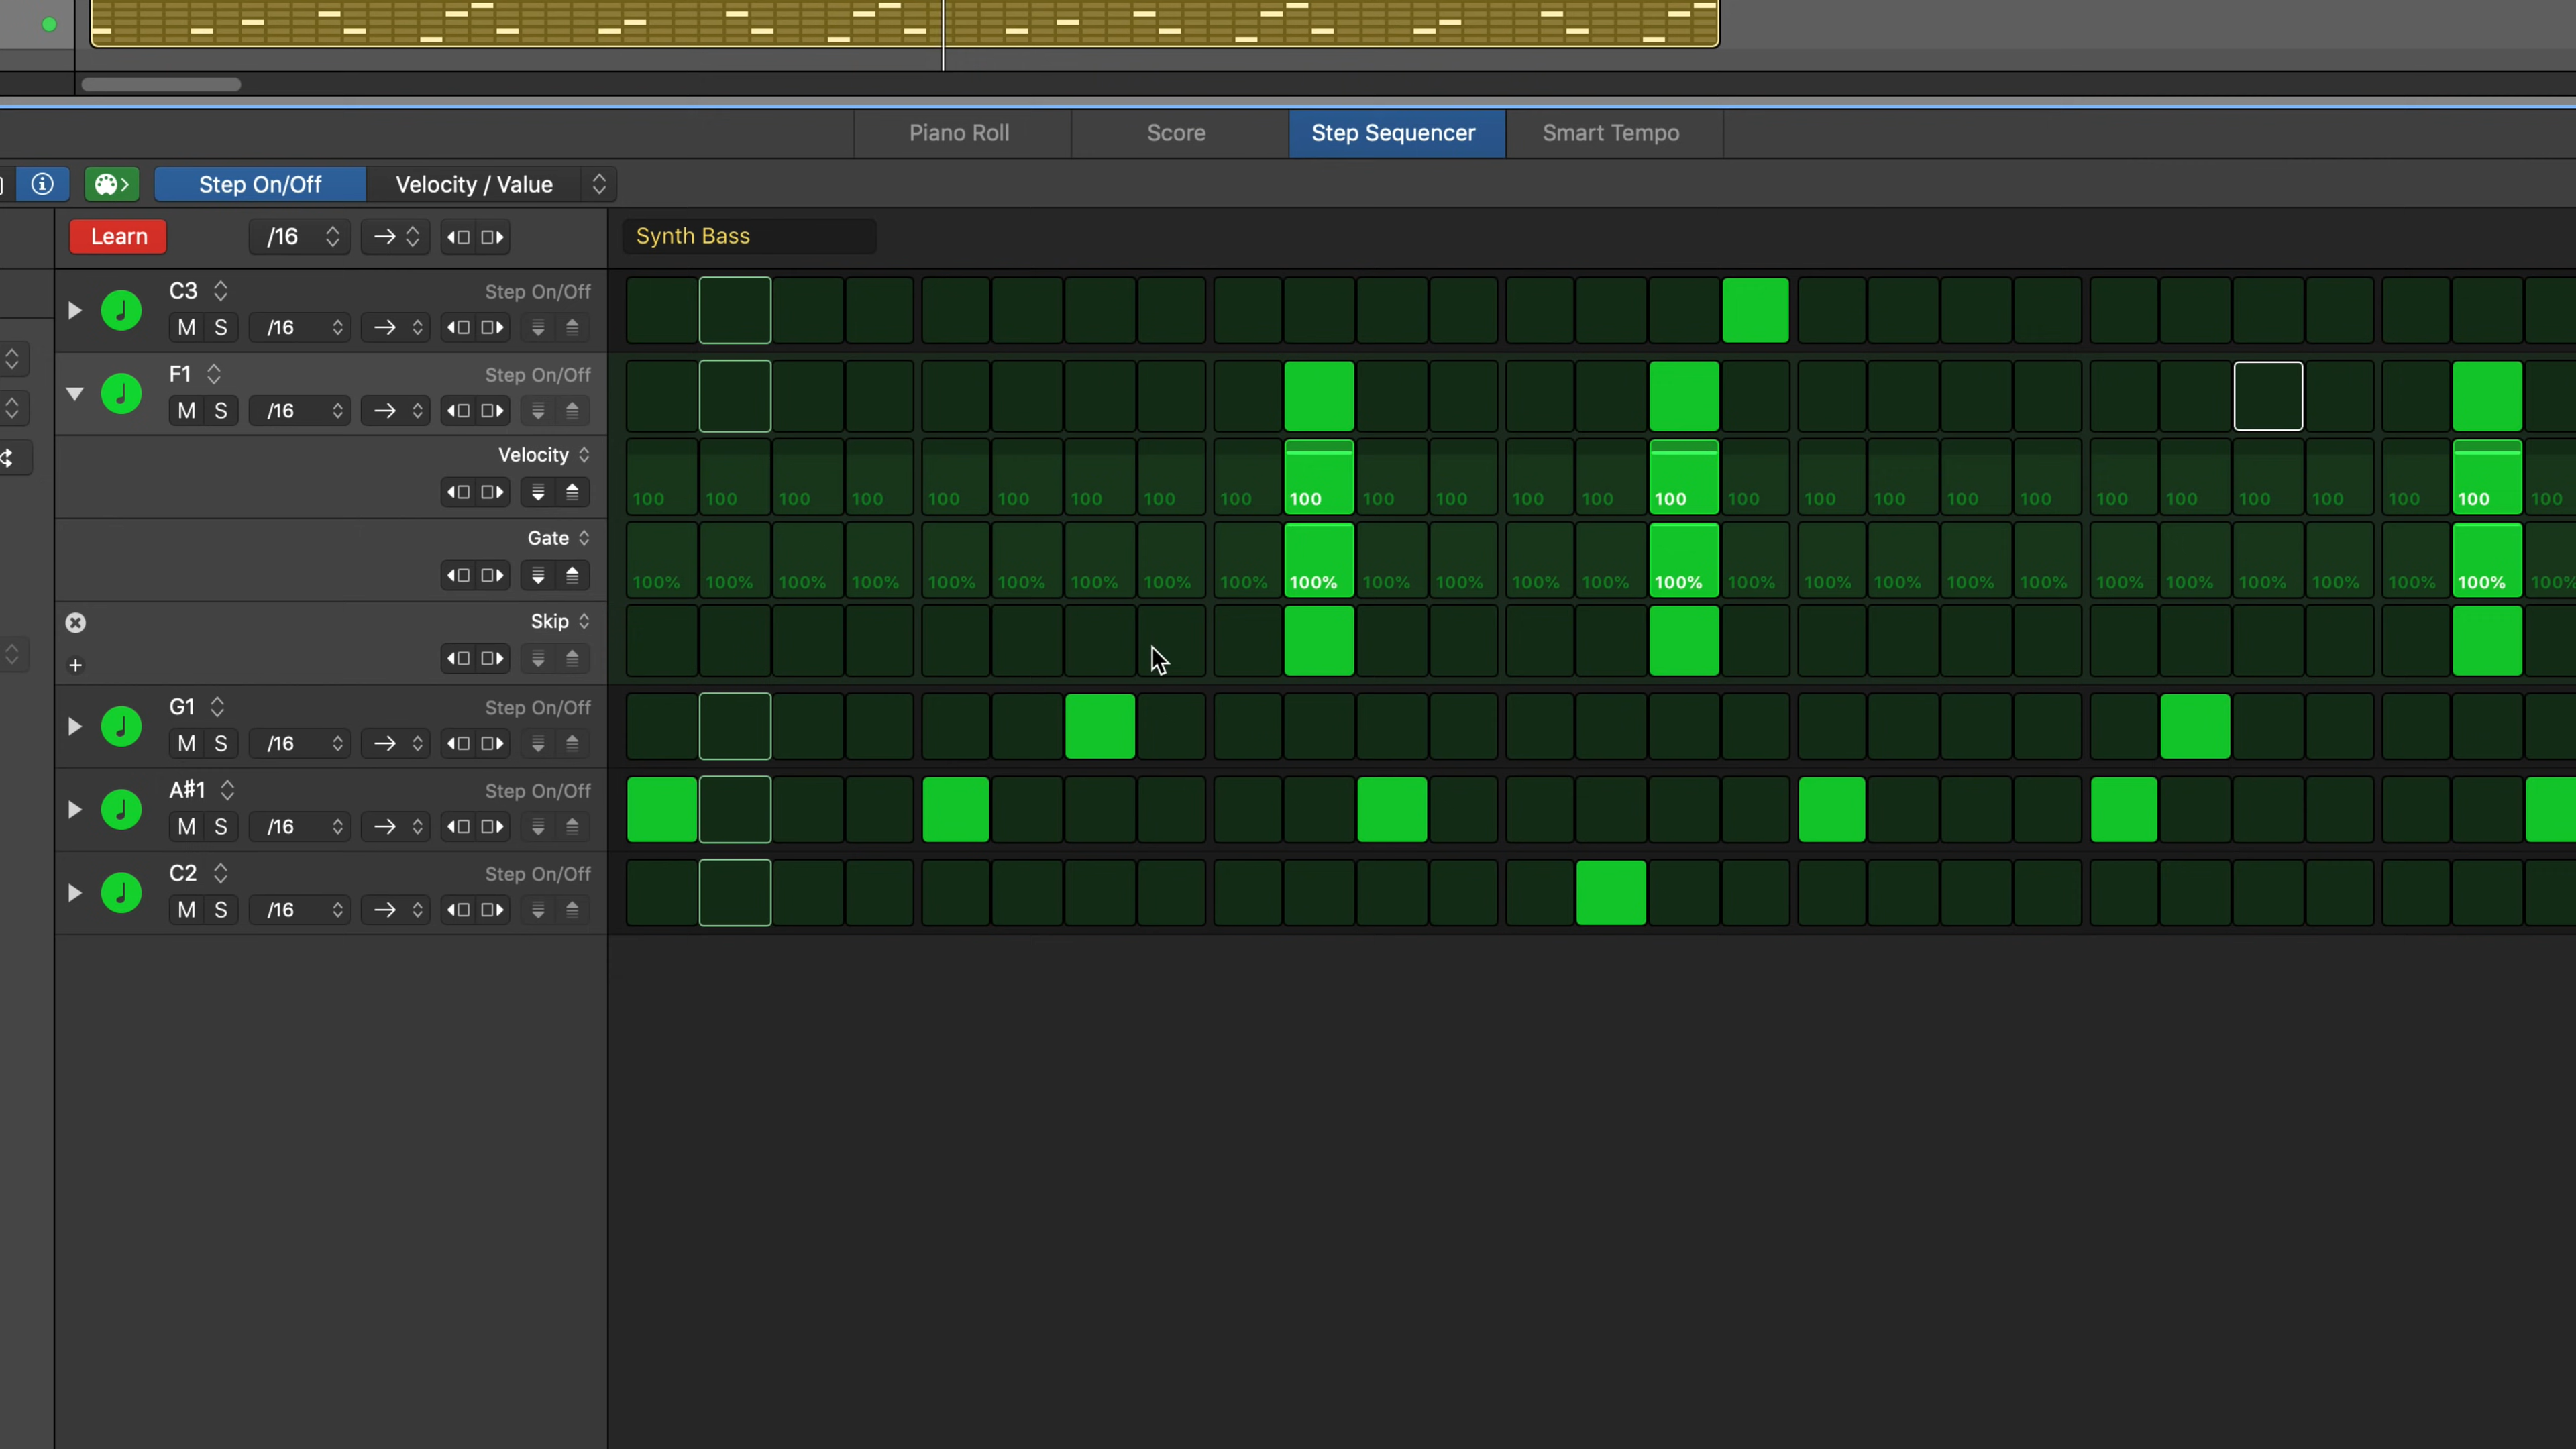 Piano Roll Score Step Sequencer Smart Tempo
Step On/Off Velocity / Value
Learn /16 Synth Bass
C3 Step On/Off
M S /16
F1 Step On/Off
M S /16
Velocity
100 100 100 100 100 100 100 100 100 100 100 100 100 100 100 100 100 100 100 100 100 100 100 100 100 100 100
Gate
100% 100% 100% 100% 100% 100% 100% 100% 100% 100% 100% 100% 100% 100% 100% 100% 100% 100% 100% 100% 100% 100% 100% 100% 100% 100% 100%
Skip
G1 Step On/Off
M S /16
A#1 Step On/Off
M S /16
C2 Step On/Off
M S /16